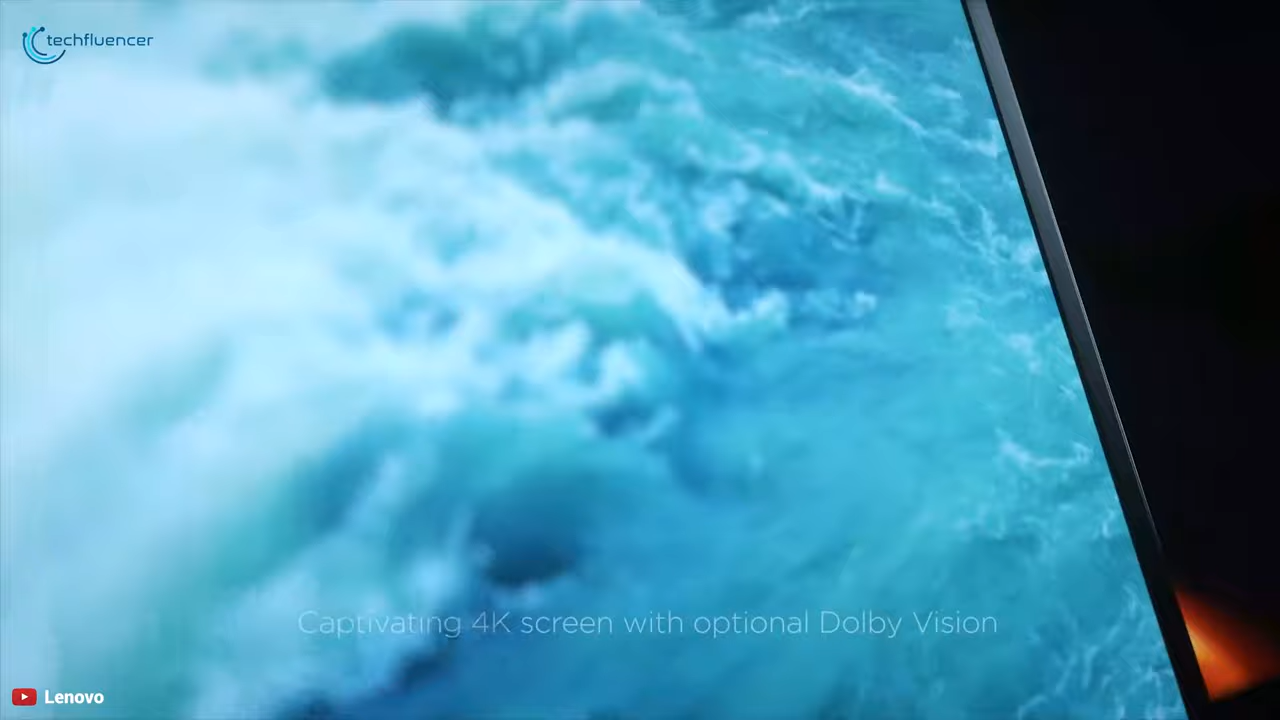 techfluencer
Captivating 4K screen with optional Dolby Vision
Lenovo